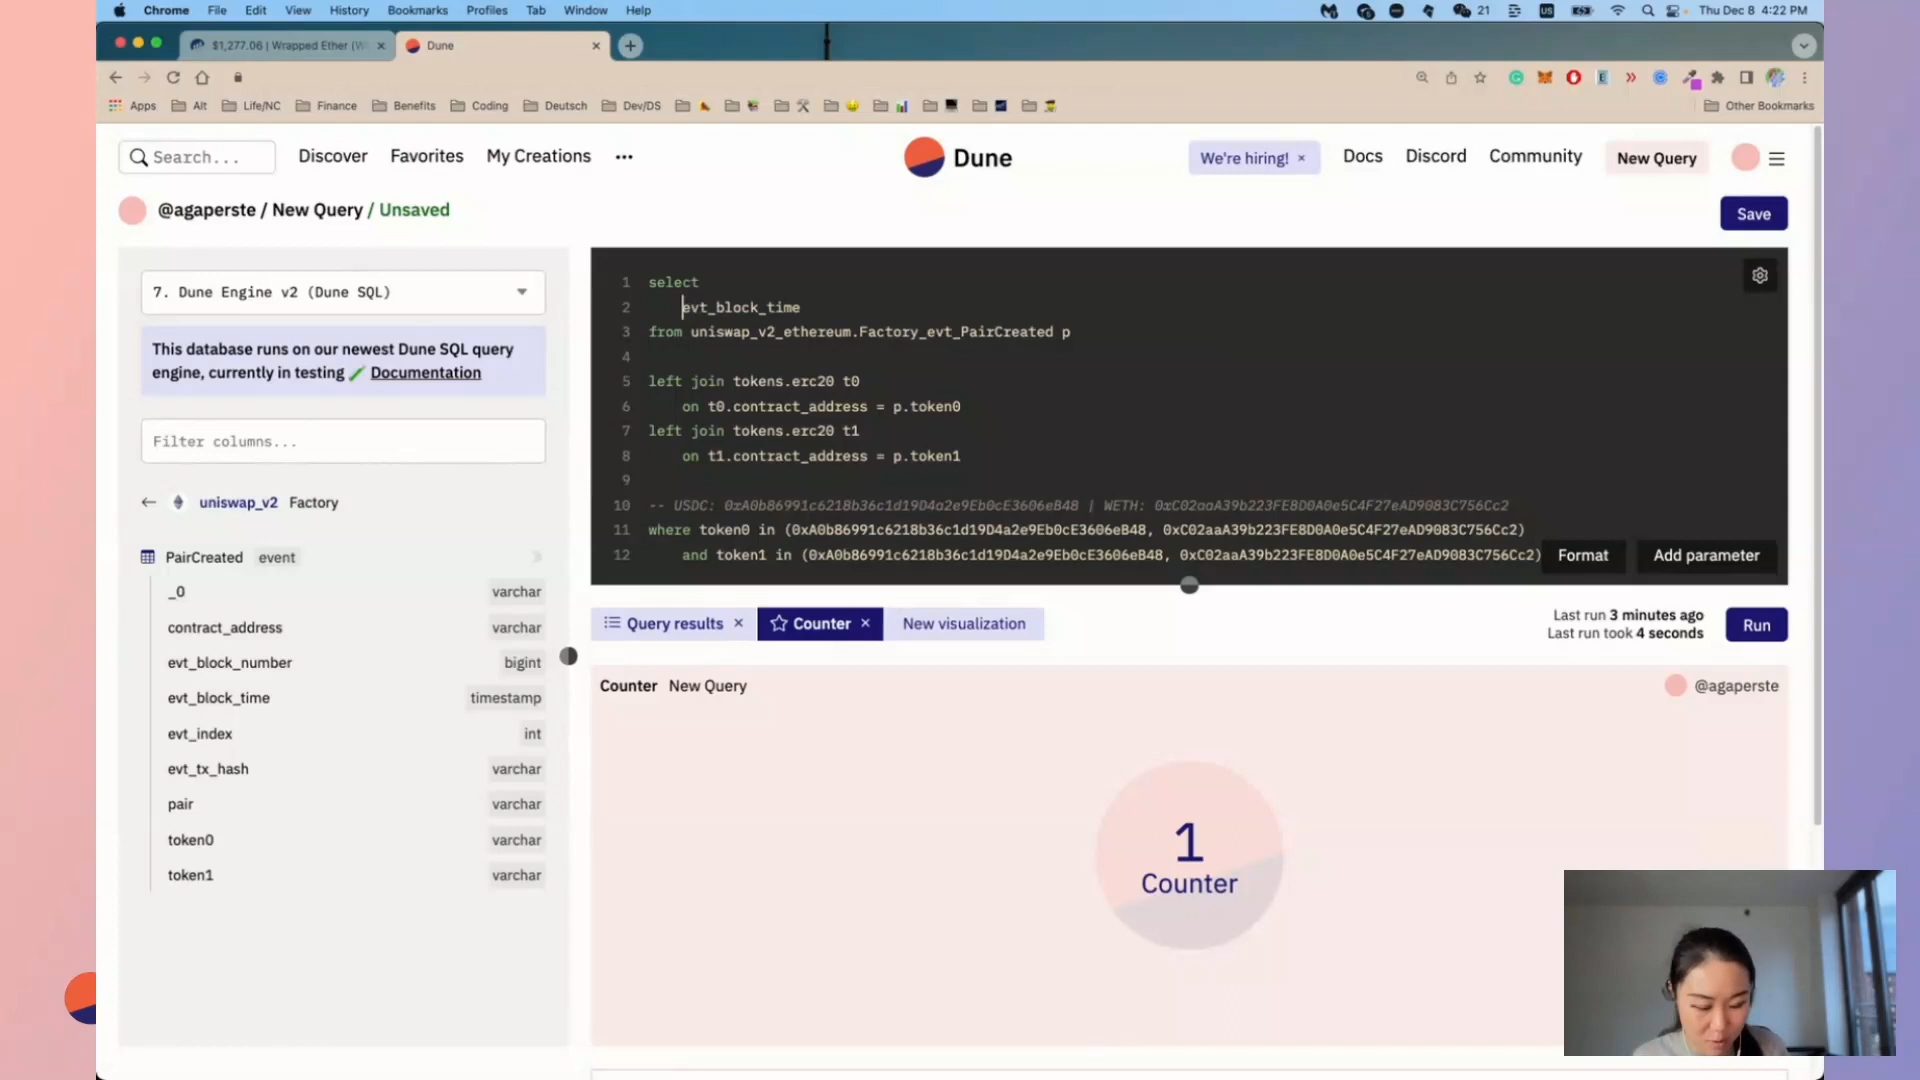 Chrome File Edit View History Bookmarks Profiles Tab Window Help 21 US Thu Dec 8 4:22 PM
$1,277.06 | Wrapped Ether (W
Dune
Apps Alt Life/NC Finance Benefits Coding Deutsch Dev/DS Other Bookmarks
Search... Discover Favorites My Creations Dune We're hiring! × Docs Discord Community New Query
@agaperste / New Query / Unsaved
Save
7. Dune Engine v2 (Dune SQL)
This database runs on our newest Dune SQL query
engine, currently in testing Documentation
Filter columns...
uniswap_v2 Factory
PairCreated event
_0 varchar
contract_address varchar
evt_block_number bigint
evt_block_time timestamp
evt_index int
evt_tx_hash varchar
pair varchar
token0 varchar
token1 varchar
1 select
2 evt_block_time
3 from uniswap_v2_ethereum.Factory_evt_PairCreated p
4
5 left join tokens.erc20 t0
6 on t0.contract_address = p.token0
7 left join tokens.erc20 t1
8 on t1.contract_address = p.token1
9
10 -- USDC: 0xA0b86991c6218b36c1d19D4a2e9Eb0cE3606eB48 | WETH: 0xC02aaA39b223FE8D0A0e5C4F27eAD9083C756Cc2
11 where token0 in (0xA0b86991c6218b36c1d19D4a2e9Eb0cE3606eB48, 0xC02aaA39b223FE8D0A0e5C4F27eAD9083C756Cc2)
12 and token1 in (0xA0b86991c6218b36c1d19D4a2e9Eb0cE3606eB48, 0xC02aaA39b223FE8D0A0e5C4F27eAD9083C756Cc2)
Format Add parameter
Query results × Counter × New visualization
Last run 3 minutes ago
Last run took 4 seconds
Run
Counter New Query
@agaperste
1
Counter